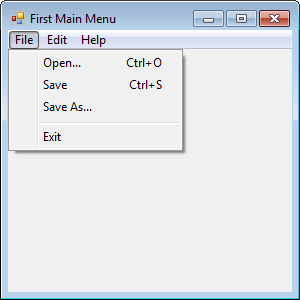 First Main Menu
File Edit Help
Open... Ctrl+O
Save Ctrl+S
Save As...
Exit